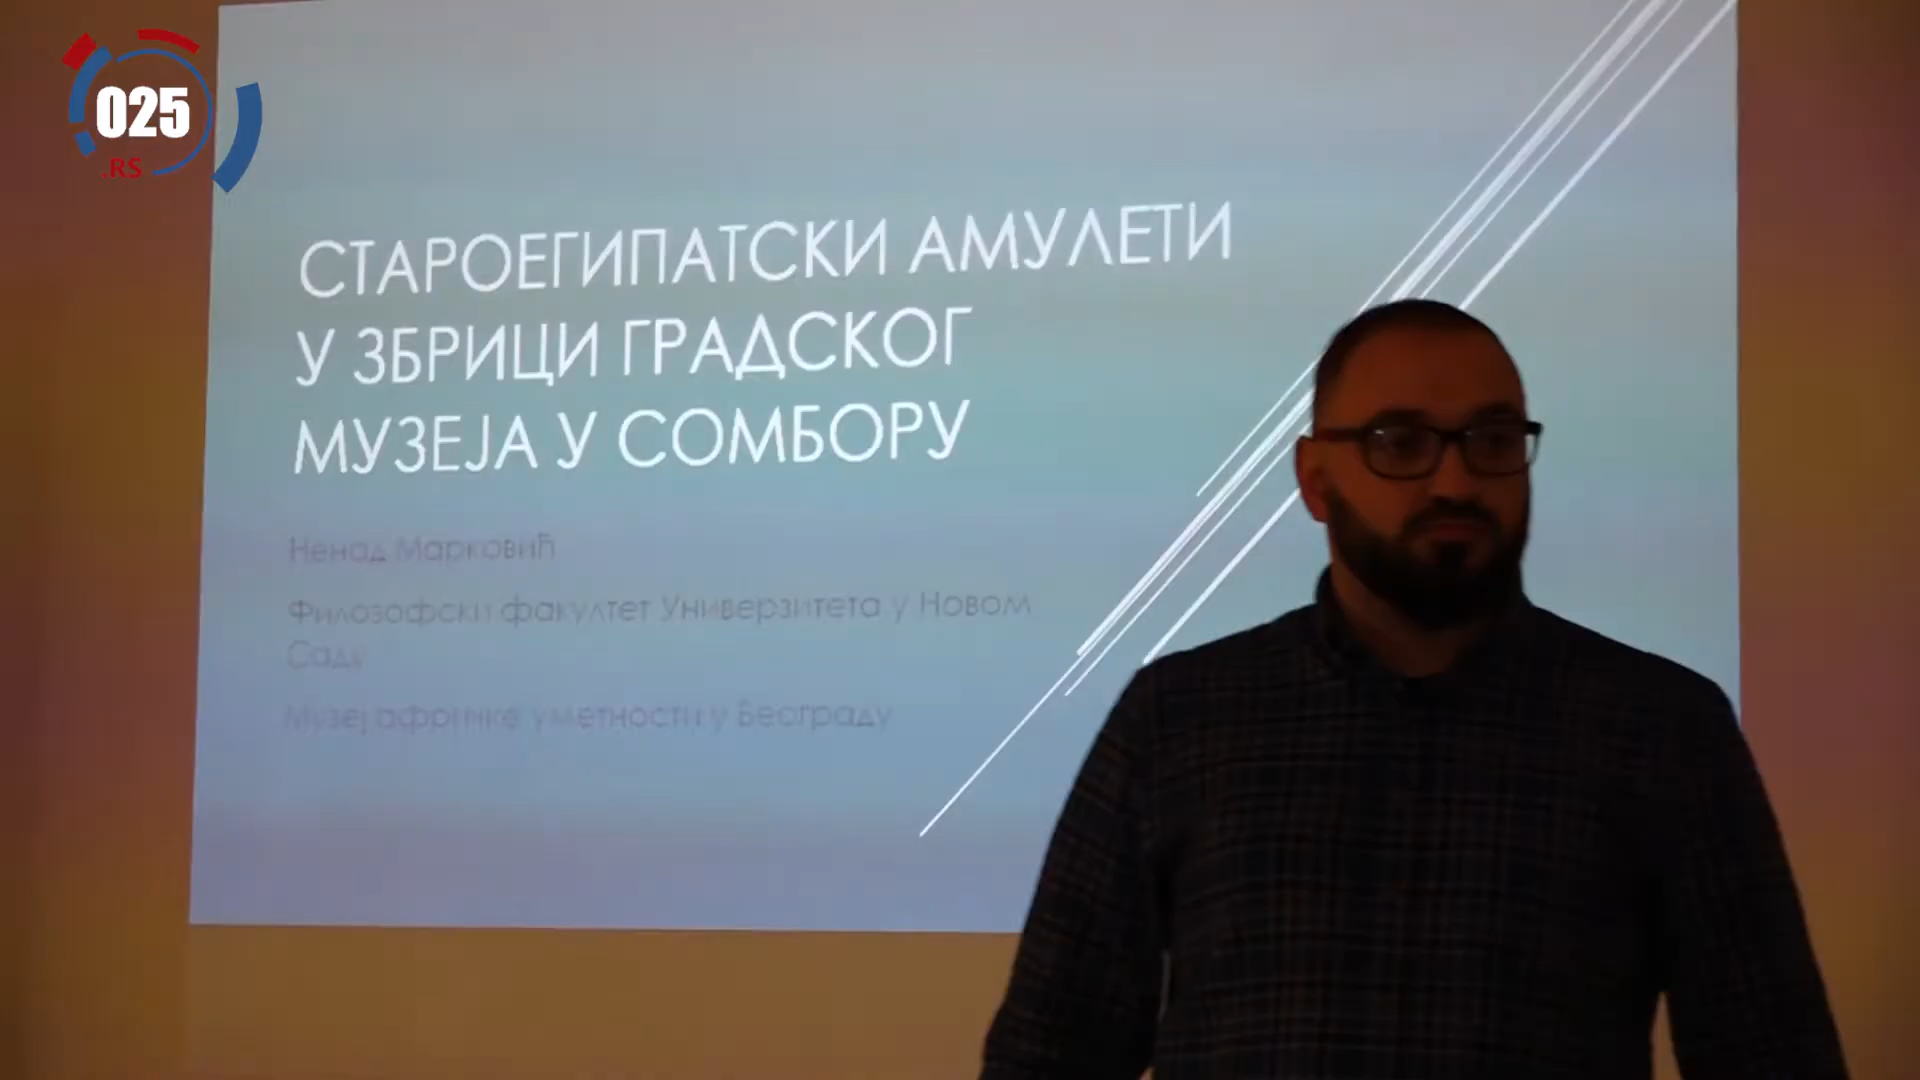 025
.RS
СТАРОЕГИПАТСКИ АМУЛЕТИ
У ЗБРИЦИ ГРАДСКОГ
МУЗЕЈА У СОМБОРУ
Ненад Марковић
Филозофски факултет Универзитета у Новом
Саду
Музеј афричке уметности у Београду